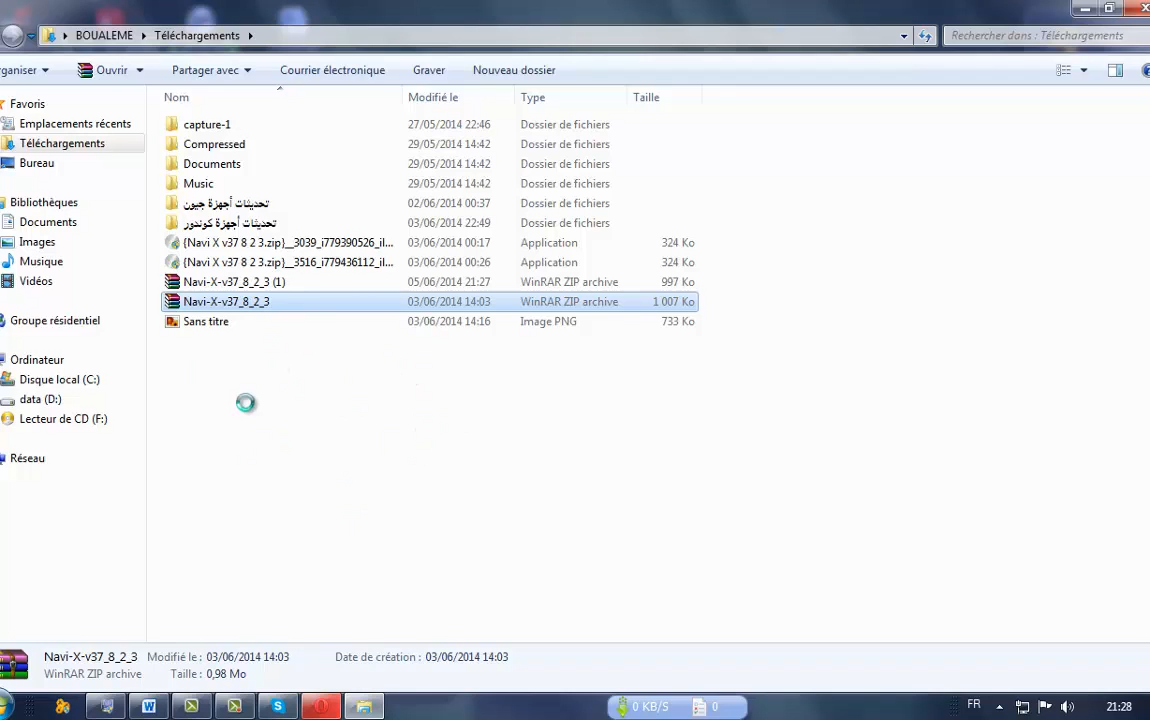 BOUALEME Téléchargements
Rechercher dans : Téléchargements
rganiser Ouvrir Partager avec Courrier électronique Graver Nouveau dossier
Nom Modifié le Type Taille
Favoris
Emplacements récents
Téléchargements
Bureau
Bibliothèques
Documents
Images
Musique
Vidéos
Groupe résidentiel
Ordinateur
Disque local (C:)
data (D:)
Lecteur de CD (F:)
Réseau
capture-1 27/05/2014 22:46 Dossier de fichiers
Compressed 29/05/2014 14:42 Dossier de fichiers
Documents 29/05/2014 14:42 Dossier de fichiers
Music 29/05/2014 14:42 Dossier de fichiers
تحديثات أجهزة جيون 02/06/2014 00:37 Dossier de fichiers
تحديثات أجهزة كوندور 03/06/2014 22:49 Dossier de fichiers
{Navi X v37 8 2 3.zip}__3039_i779390526_il... 03/06/2014 00:17 Application 324 Ko
{Navi X v37 8 2 3.zip}__3516_i779436112_il... 03/06/2014 00:26 Application 324 Ko
Navi-X-v37_8_2_3 (1) 05/06/2014 21:27 WinRAR ZIP archive 997 Ko
Navi-X-v37_8_2_3 03/06/2014 14:03 WinRAR ZIP archive 1 007 Ko
Sans titre 03/06/2014 14:16 Image PNG 733 Ko
Navi-X-v37_8_2_3 Modifié le : 03/06/2014 14:03 Date de création : 03/06/2014 14:03
WinRAR ZIP archive Taille : 0,98 Mo
0 KB/S 0 FR 21:28